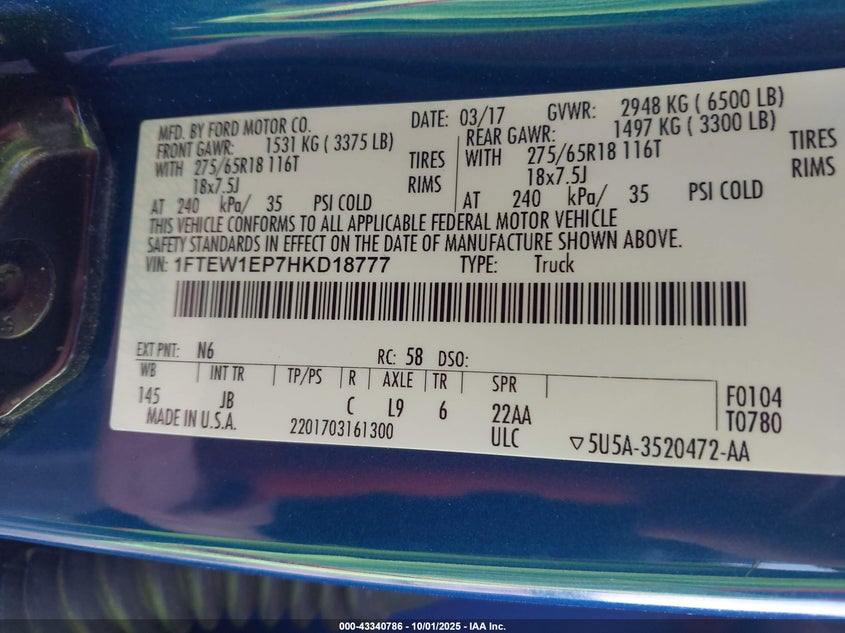 MFD. BY FORD MOTOR CO. DATE: 03/17 GVWR: 2948 KG ( 6500 LB)
FRONT GAWR: 1531 KG ( 3375 LB) REAR GAWR: 1497 KG ( 3300 LB)
WITH 275/65R18 116T TIRES WITH 275/65R18 116T TIRES
18x7.5J RIMS 18x7.5J RIMS
AT 240 kPa/ 35 PSI COLD AT 240 kPa/ 35 PSI COLD
THIS VEHICLE CONFORMS TO ALL APPLICABLE FEDERAL MOTOR VEHICLE
SAFETY STANDARDS IN EFFECT ON THE DATE OF MANUFACTURE SHOWN ABOVE.
VIN: 1FTEW1EP7HKD18777 TYPE: Truck
EXT PNT: N6 RC: 58 DSO:
WB INT TR TP/PS R AXLE TR SPR F0104
145 JB C L9 6 22AA T0780
MADE IN U.S.A. 2201703161300 ULC ▽5U5A-3520472-AA
000-43340786 - 10/01/2025 - IAA Inc.